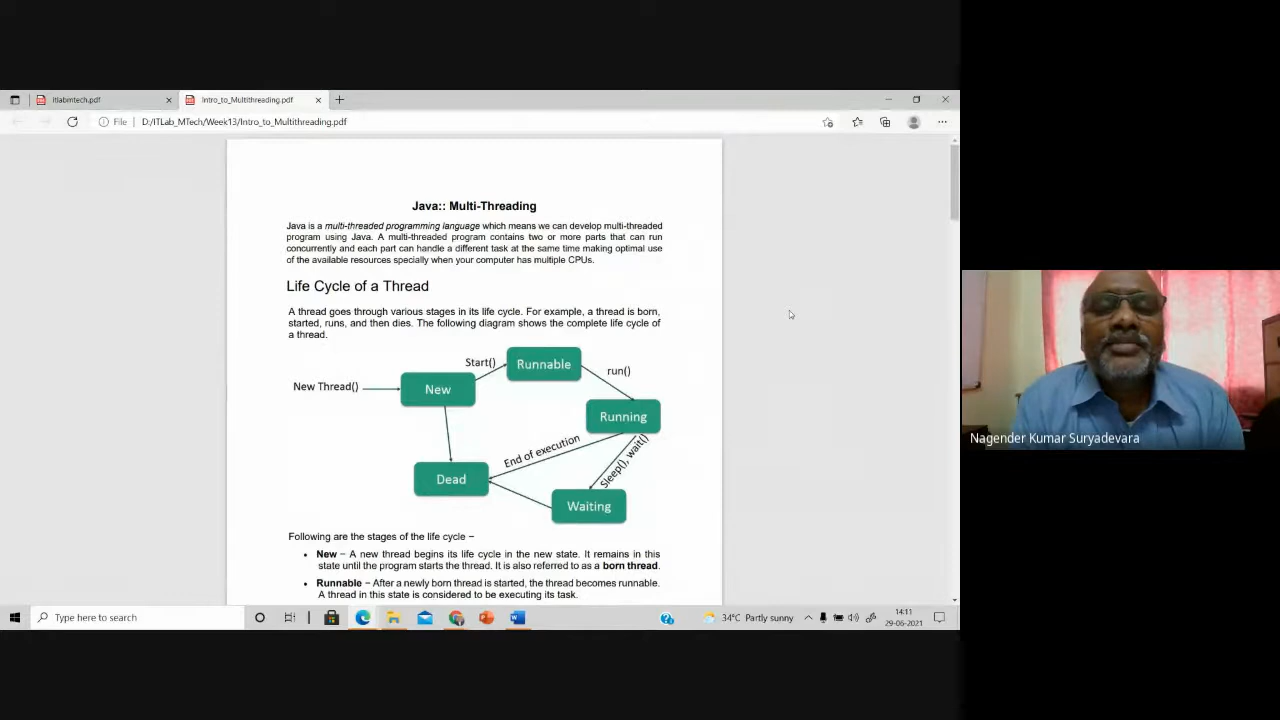 itlabmtech.pdf
Intro_to_Multithreading.pdf
File
D:/ITLab_MTech/Week13/Intro_to_Multithreading.pdf
Java:: Multi-Threading
Java is a multi-threaded programming language which means we can develop multi-threaded
program using Java. A multi-threaded program contains two or more parts that can run
concurrently and each part can handle a different task at the same time making optimal use
of the available resources specially when your computer has multiple CPUs.
Life Cycle of a Thread
A thread goes through various stages in its life cycle. For example, a thread is born,
started, runs, and then dies. The following diagram shows the complete life cycle of
a thread.
Start()
Runnable
run()
New Thread()
New
Running
End of execution
Sleep(), wait()
Dead
Waiting
Following are the stages of the life cycle −
• New − A new thread begins its life cycle in the new state. It remains in this
state until the program starts the thread. It is also referred to as a born thread.
• Runnable − After a newly born thread is started, the thread becomes runnable.
A thread in this state is considered to be executing its task.
Nagender Kumar Suryadevara
Type here to search
34°C Partly sunny
14:11
29-06-2021